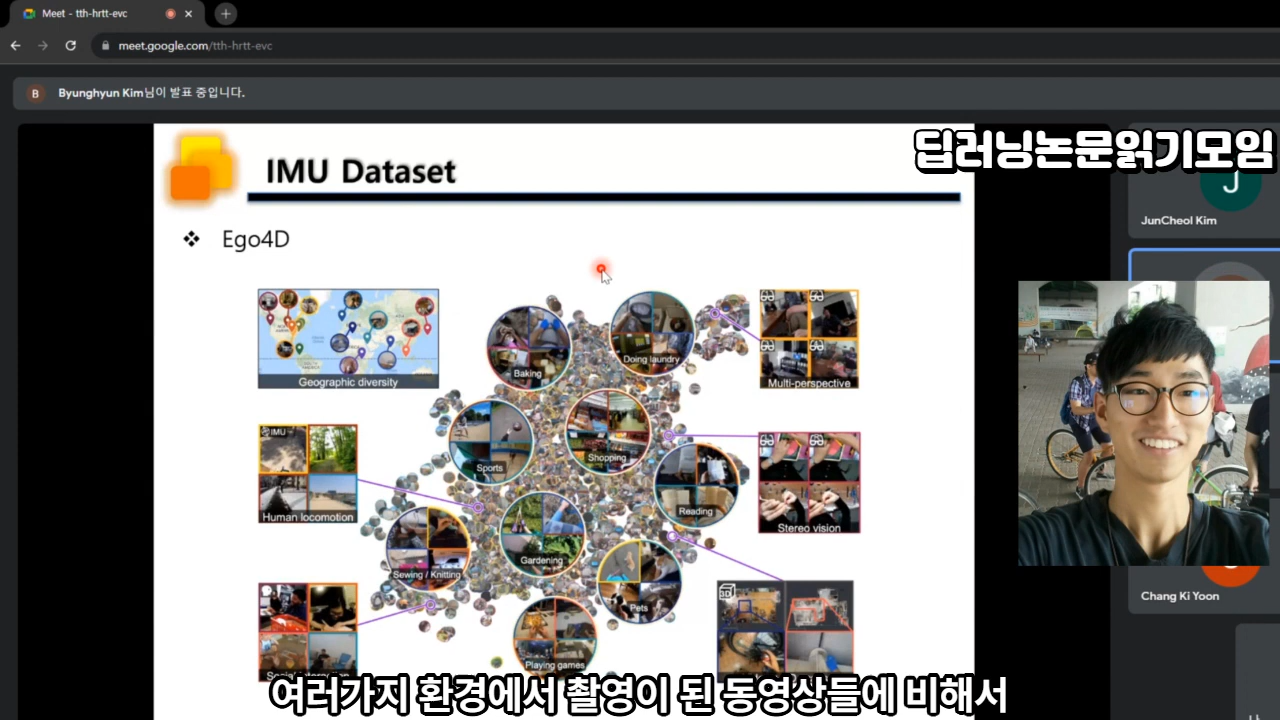 Meet - tth-hrtt-evc
meet.google.com/tth-hrtt-evc
B
Byunghyun Kim님이 발표 중입니다.
딥러닝논문읽기모임
IMU Dataset
J
JunCheol Kim
Ego4D
Geographic diversity
Baking
Doing laundry
Multi-perspective
IMU
Human locomotion
Sports
Shopping
Reading
Stereo vision
Sewing / Knitting
Gardening
Pets
3D
Playing games
Chang Ki Yoon
여러가지 환경에서 촬영이 된 동영상들에 비해서